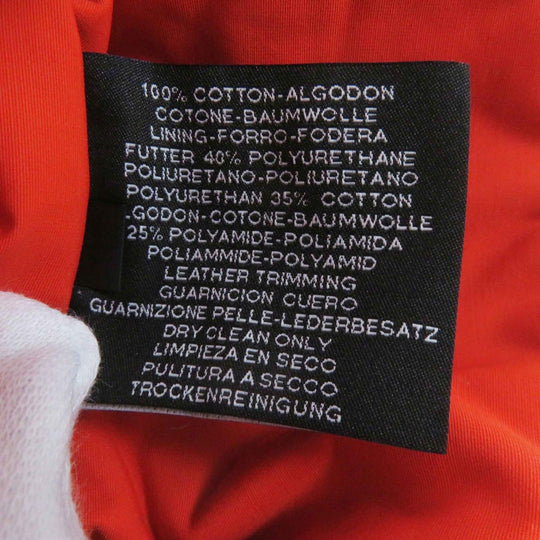 100% COTTON-ALGODON
COTONE-BAUMWOLLE
LINING-FORRO-FODERA
FUTTER 40% POLYURETHANE
POLIURETANO-POLIURETANO
POLYURETHAN 35% COTTON
.GODON-COTONE-BAUMWOLLE
25% POLYAMIDE-POLIAMIDA
POLIAMMIDE-POLYAMID
LEATHER TRIMMING
GUARNICION CUERO
GUARNIZIONE PELLE-LEDERBESATZ
DRY CLEAN ONLY
LIMPIEZA EN SECO
PULITURA A SECCO
TROCKENREINIGUNG